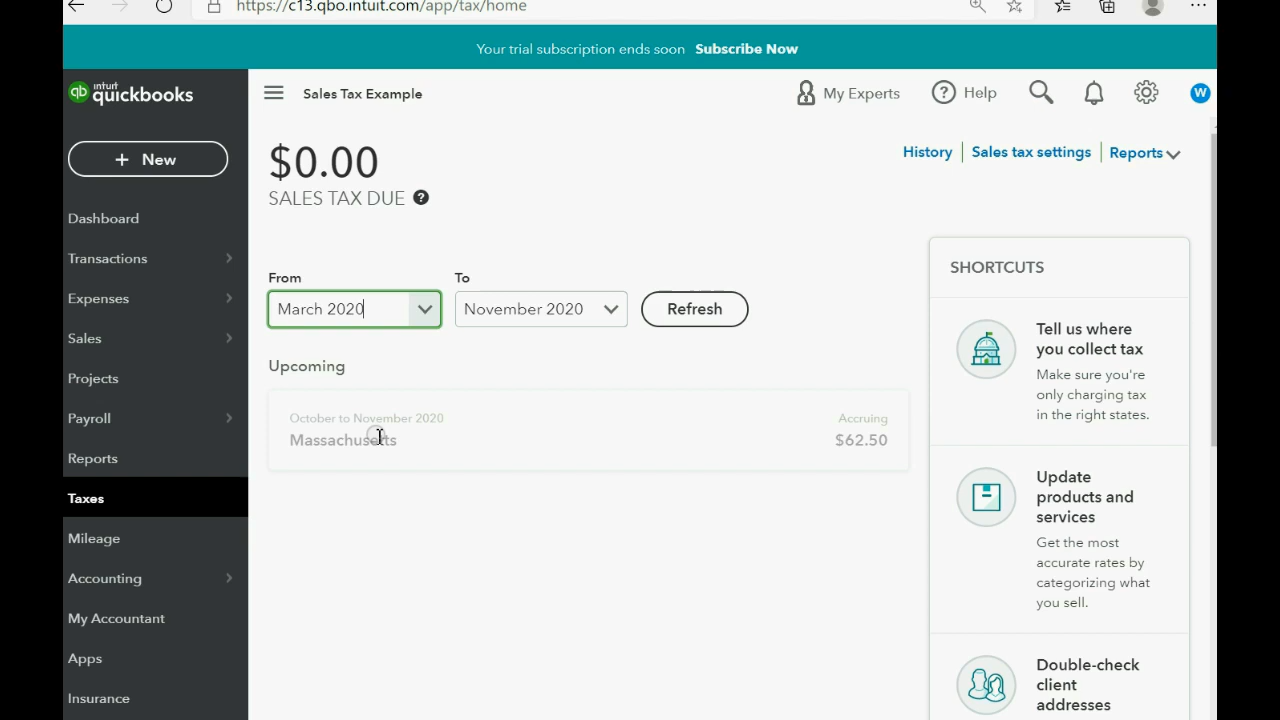 https://c13.qbo.intuit.com/app/tax/home
Your trial subscription ends soon Subscribe Now
intuit quickbooks
Sales Tax Example
My Experts
Help
W
+ New
$0.00
SALES TAX DUE ?
History
Sales tax settings
Reports
Dashboard
Transactions
Expenses
Sales
Projects
Payroll
Reports
Taxes
Mileage
Accounting
My Accountant
Apps
Insurance
From
To
March 2020
November 2020
Refresh
Upcoming
October to November 2020
Accruing
Massachusetts
$62.50
SHORTCUTS
Tell us where
you collect tax
Make sure you're
only charging tax
in the right states.
Update
products and
services
Get the most
accurate rates by
categorizing what
you sell.
Double-check
client
addresses